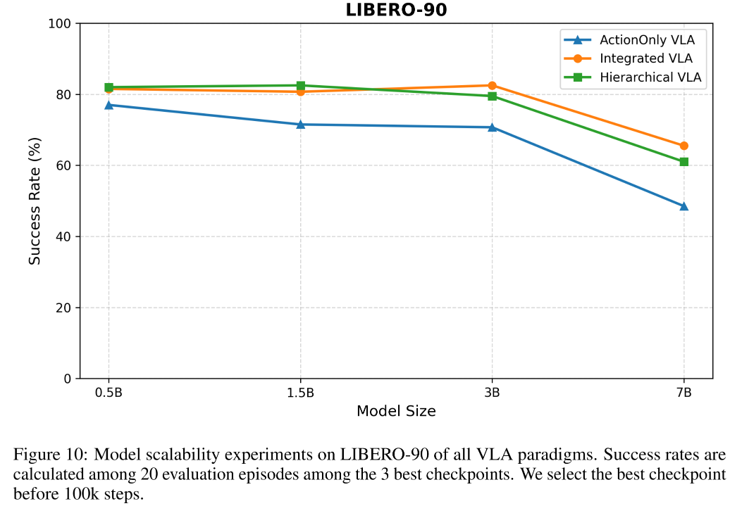 LIBERO-90
100
80
60
40
20
0
Success Rate (%)
ActionOnly VLA
Integrated VLA
Hierarchical VLA
0.5B 1.5B 3B 7B
Model Size
Figure 10: Model scalability experiments on LIBERO-90 of all VLA paradigms. Success rates are
calculated among 20 evaluation episodes among the 3 best checkpoints. We select the best checkpoint
before 100k steps.